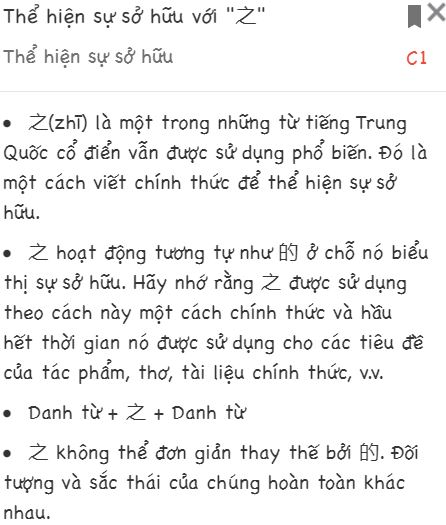 Thể hiện sự sở hữu với "之"
Thể hiện sự sở hữu
C1
• 之(zhī) là một trong những từ tiếng Trung
Quốc cổ điển vẫn được sử dụng phổ biến. Đó là
một cách viết chính thức để thể hiện sự sở
hữu.
• 之 hoạt động tương tự như 的 ở chỗ nó biểu
thị sự sở hữu. Hãy nhớ rằng 之 được sử dụng
theo cách này một cách chính thức và hầu
hết thời gian nó được sử dụng cho các tiêu đề
của tác phẩm, thơ, tài liệu chính thức, v.v.
• Danh từ + 之 + Danh từ
• 之 không thể đơn giản thay thế bởi 的. Đối
tượng và sắc thái của chúng hoàn toàn khác
nhau.